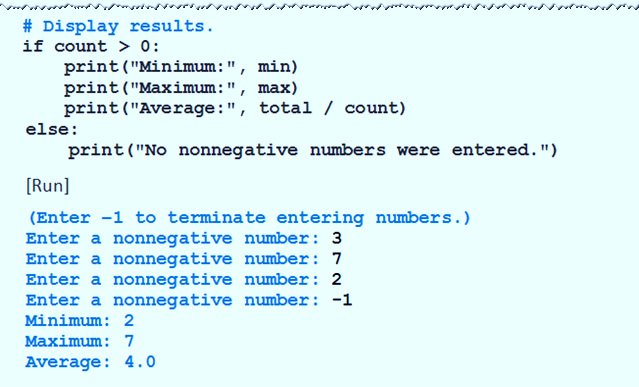 # Display results.
if count > 0:
    print("Minimum:", min)
    print("Maximum:", max)
    print("Average:", total / count)
else:
    print("No nonnegative numbers were entered.")
[Run]
(Enter –1 to terminate entering numbers.)
Enter a nonnegative number: 3
Enter a nonnegative number: 7
Enter a nonnegative number: 2
Enter a nonnegative number: -1
Minimum: 2
Maximum: 7
Average: 4.0